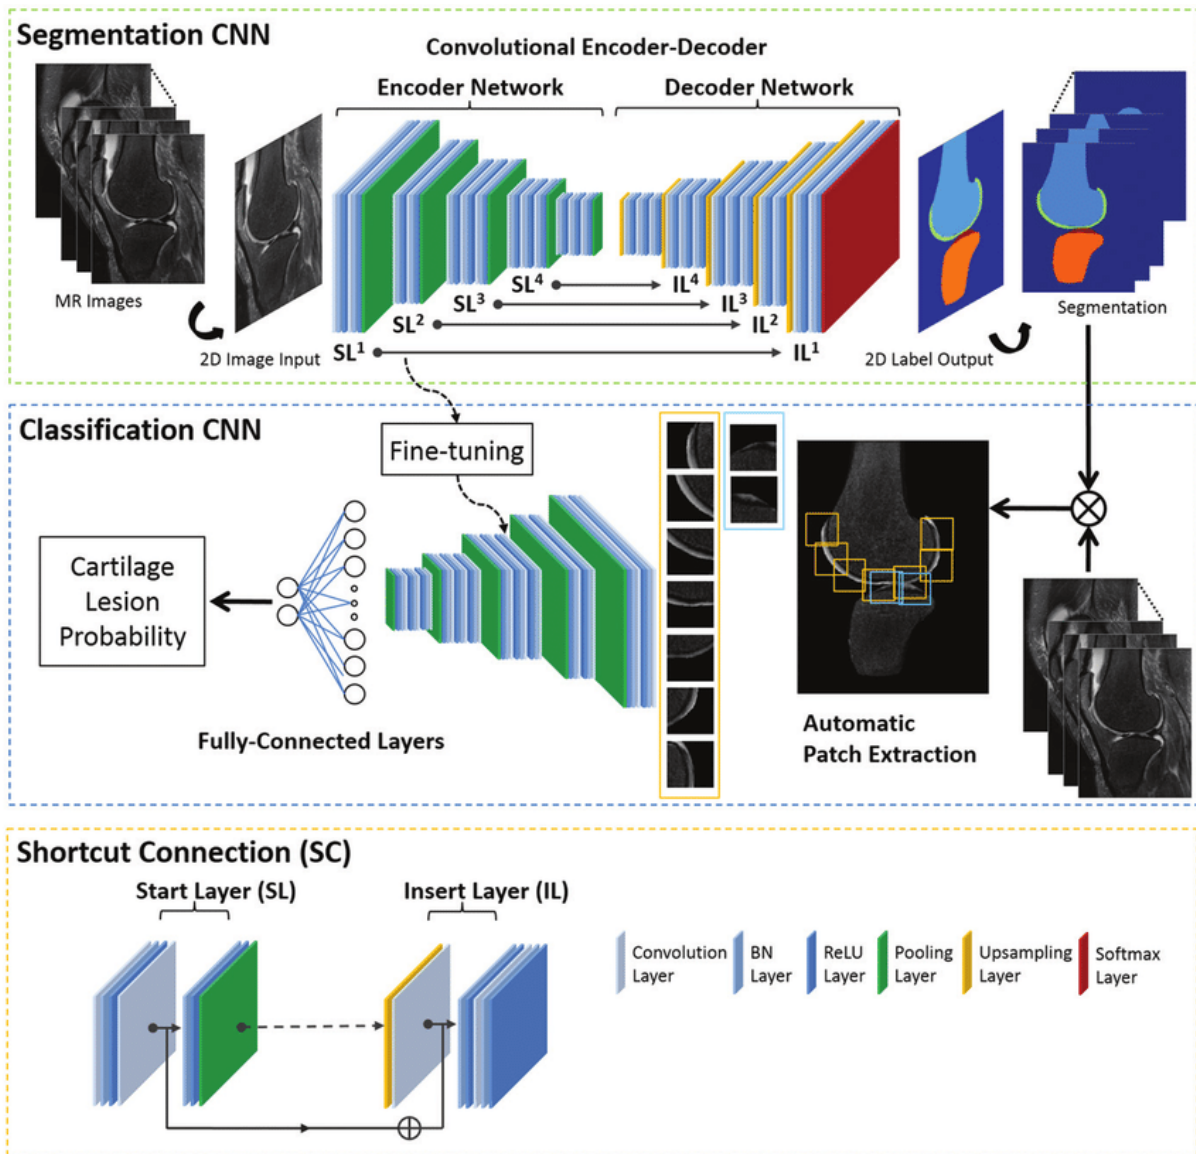 Segmentation CNN
Convolutional Encoder-Decoder
Encoder Network
Decoder Network
MR Images
2D Image Input
SL1
SL2
SL3
SL4
IL4
IL3
IL2
IL1
2D Label Output
Segmentation
Classification CNN
Fine-tuning
Cartilage
Lesion
Probability
Fully-Connected Layers
Automatic
Patch Extraction
Shortcut Connection (SC)
Start Layer (SL)
Insert Layer (IL)
Convolution
Layer
BN
Layer
ReLU
Layer
Pooling
Layer
Upsampling
Layer
Softmax
Layer